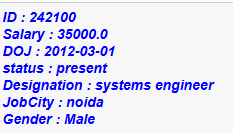 ID : 242100
Salary : 35000.0
DOJ : 2012-03-01
status : present
Designation : systems engineer
JobCity : noida
Gender : Male